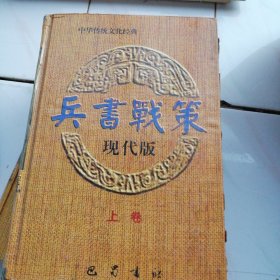 中华传统文化经典
兵書戰策
现代版
上卷
巴蜀書社